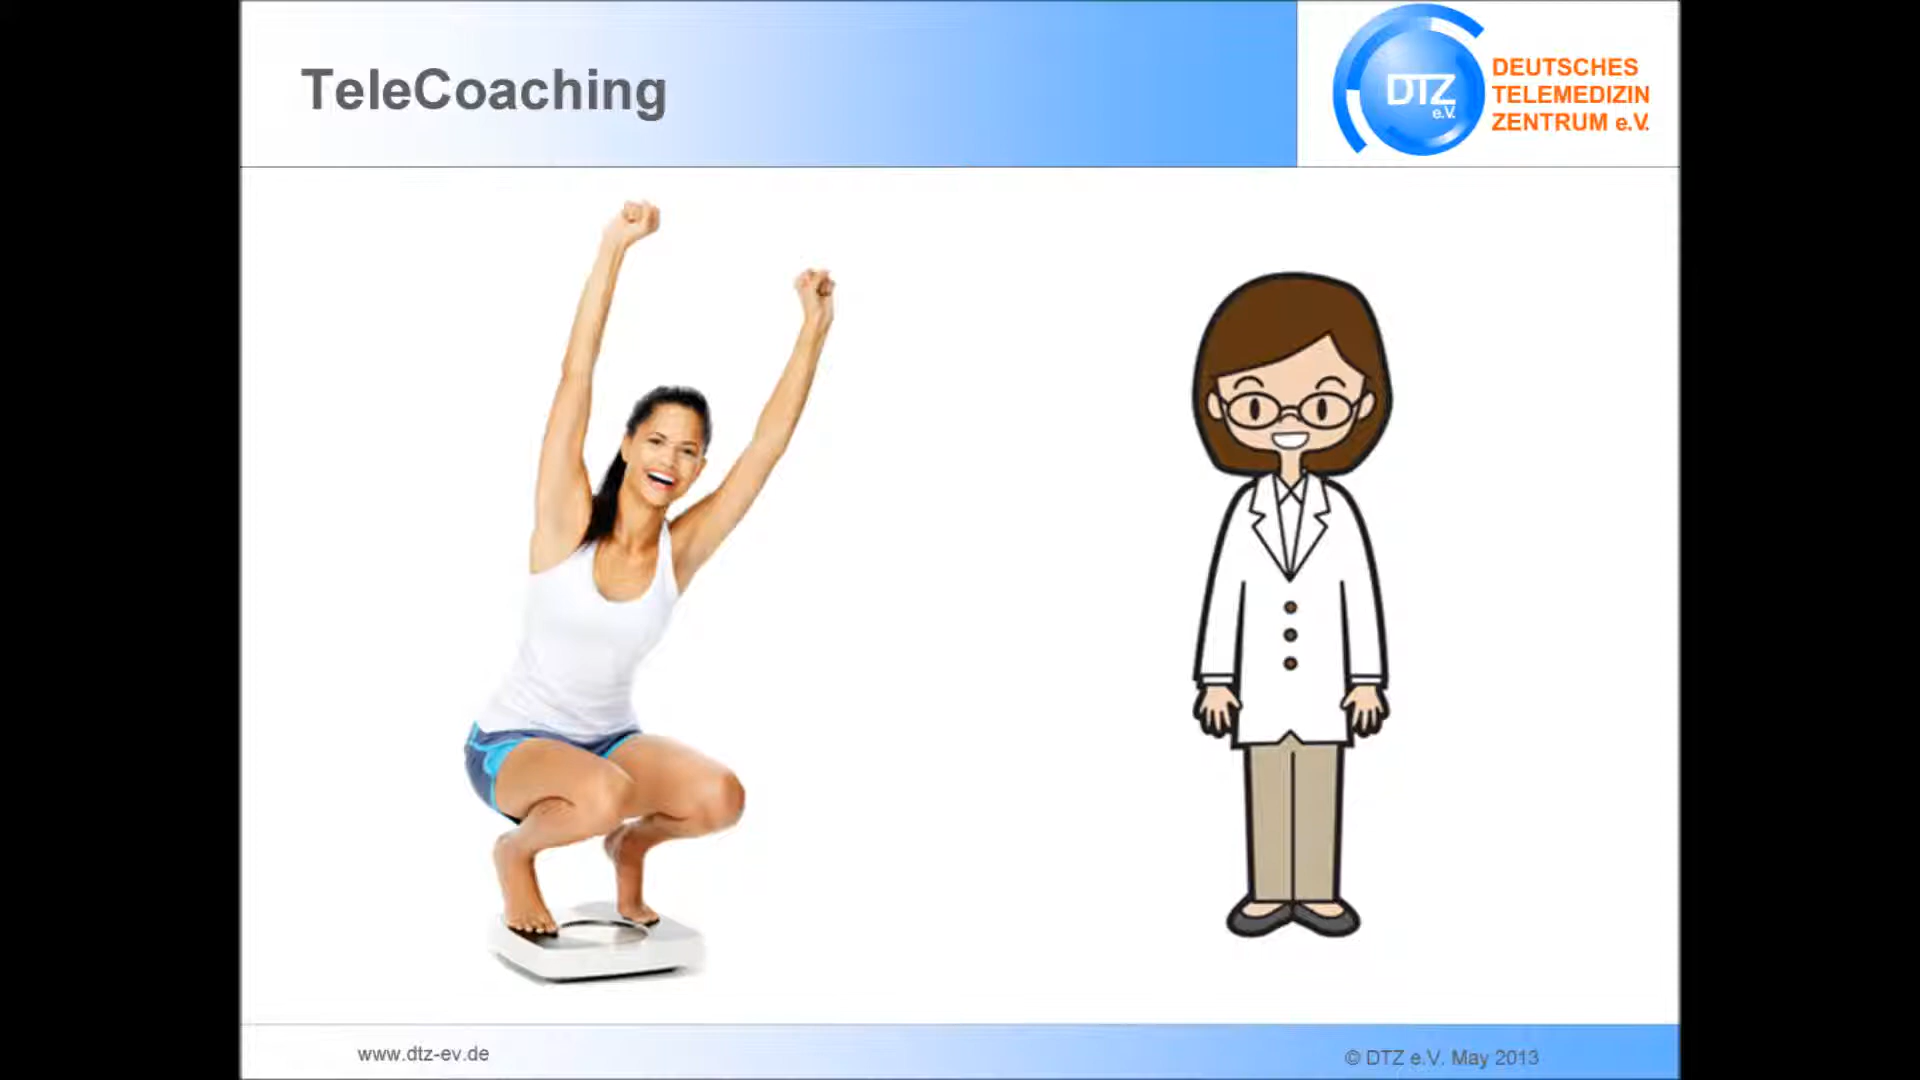 TeleCoaching
DTZ
e.V.
DEUTSCHES
TELEMEDIZIN
ZENTRUM e.V.
www.dtz-ev.de
© DTZ e.V. May 2013